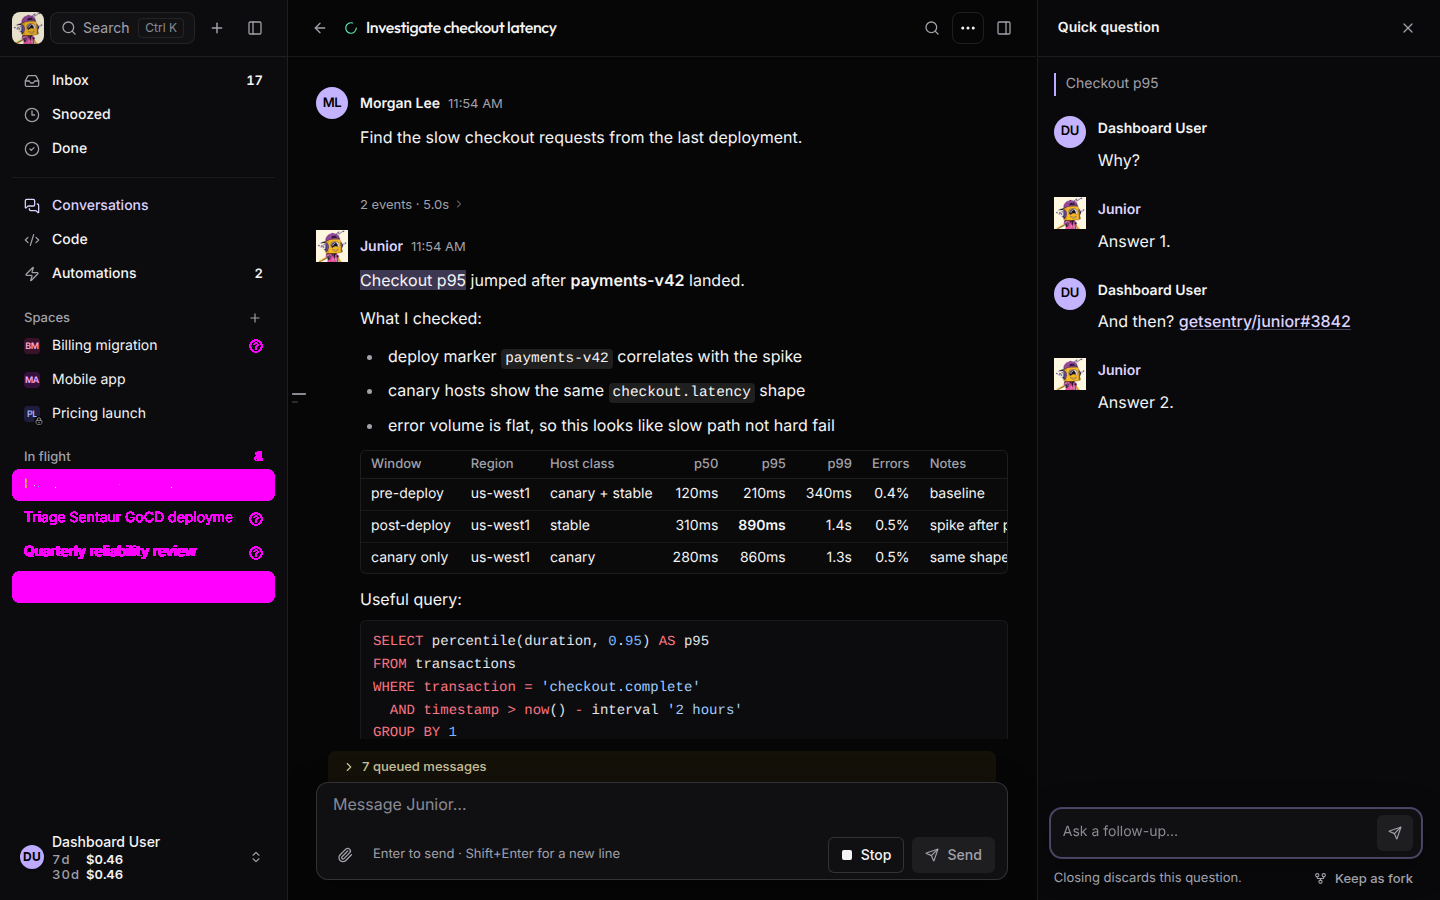 Search Ctrl K
Inbox 17
Snoozed
Done
Conversations
Code
Automations 2
Spaces
BM Billing migration
MA Mobile app
PL Pricing launch
In flight
Triage Sentaur GoCD deployme
Quarterly reliability review
DU Dashboard User
7d $0.46
30d $0.46
Investigate checkout latency
ML Morgan Lee 11:54 AM
Find the slow checkout requests from the last deployment.
2 events · 5.0s
Junior 11:54 AM
Checkout p95 jumped after payments-v42 landed.
What I checked:
• deploy marker payments-v42 correlates with the spike
• canary hosts show the same checkout.latency shape
• error volume is flat, so this looks like slow path not hard fail
Window Region Host class p50 p95 p99 Errors Notes
pre-deploy us-west1 canary + stable 120ms 210ms 340ms 0.4% baseline
post-deploy us-west1 stable 310ms 890ms 1.4s 0.5% spike after p
canary only us-west1 canary 280ms 860ms 1.3s 0.5% same shape
Useful query:
SELECT percentile(duration, 0.95) AS p95
FROM transactions
WHERE transaction = 'checkout.complete'
AND timestamp > now() - interval '2 hours'
GROUP BY 1
7 queued messages
Message Junior...
Enter to send · Shift+Enter for a new line
Stop
Send
Quick question
Checkout p95
DU Dashboard User
Why?
Junior
Answer 1.
DU Dashboard User
And then? getsentry/junior#3842
Junior
Answer 2.
Ask a follow-up...
Closing discards this question.
Keep as fork